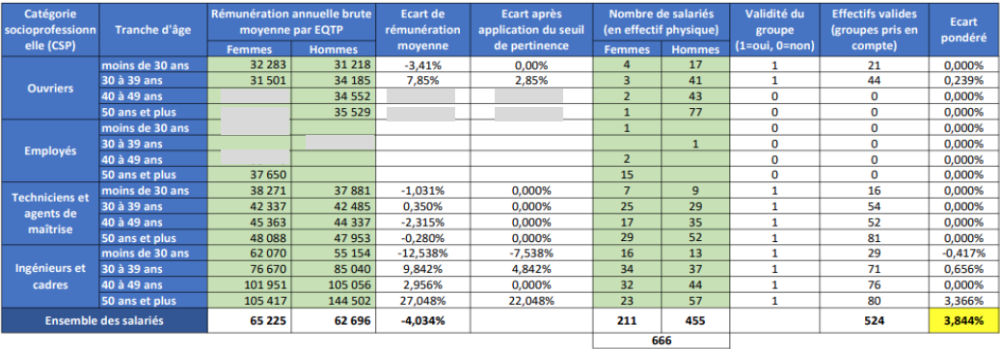 Catégorie socioprofessionn elle (CSP) | Tranche d'âge | Rémunération annuelle brute moyenne par EQTP | Ecart de rémunération moyenne | Ecart après application du seuil de pertinence | Nombre de salariés (en effectif physique) | Validité du groupe (1=oui, 0=non) | Effectifs valides (groupes pris en compte) | Ecart pondéré
Femmes | Hommes | Femmes | Hommes
Ouvriers
moins de 30 ans | 32 283 | 31 218 | -3,41% | 0,00% | 4 | 17 | 1 | 21 | 0,000%
30 à 39 ans | 31 501 | 34 185 | 7,85% | 2,85% | 3 | 41 | 1 | 44 | 0,239%
40 à 49 ans | 34 552 | 2 | 43 | 0 | 0 | 0,000%
50 ans et plus | 35 529 | 1 | 77 | 0 | 0 | 0,000%
Employés
moins de 30 ans | 1 | 0 | 0 | 0,000%
30 à 39 ans | 1 | 0 | 0 | 0,000%
40 à 49 ans | 2 | 0 | 0 | 0,000%
50 ans et plus | 37 650 | 15 | 0 | 0 | 0,000%
Techniciens et agents de maîtrise
moins de 30 ans | 38 271 | 37 881 | -1,031% | 0,000% | 7 | 9 | 1 | 16 | 0,000%
30 à 39 ans | 42 337 | 42 485 | 0,350% | 0,000% | 25 | 29 | 1 | 54 | 0,000%
40 à 49 ans | 45 363 | 44 337 | -2,315% | 0,000% | 17 | 35 | 1 | 52 | 0,000%
50 ans et plus | 48 088 | 47 953 | -0,280% | 0,000% | 29 | 52 | 1 | 81 | 0,000%
Ingénieurs et cadres
moins de 30 ans | 62 070 | 55 154 | -12,538% | -7,538% | 16 | 13 | 1 | 29 | -0,417%
30 à 39 ans | 76 670 | 85 040 | 9,842% | 4,842% | 34 | 37 | 1 | 71 | 0,656%
40 à 49 ans | 101 951 | 105 056 | 2,956% | 0,000% | 32 | 44 | 1 | 76 | 0,000%
50 ans et plus | 105 417 | 144 502 | 27,048% | 22,048% | 23 | 57 | 1 | 80 | 3,366%
Ensemble des salariés | 65 225 | 62 696 | -4,034% | 211 | 455 | 524 | 3,844%
666